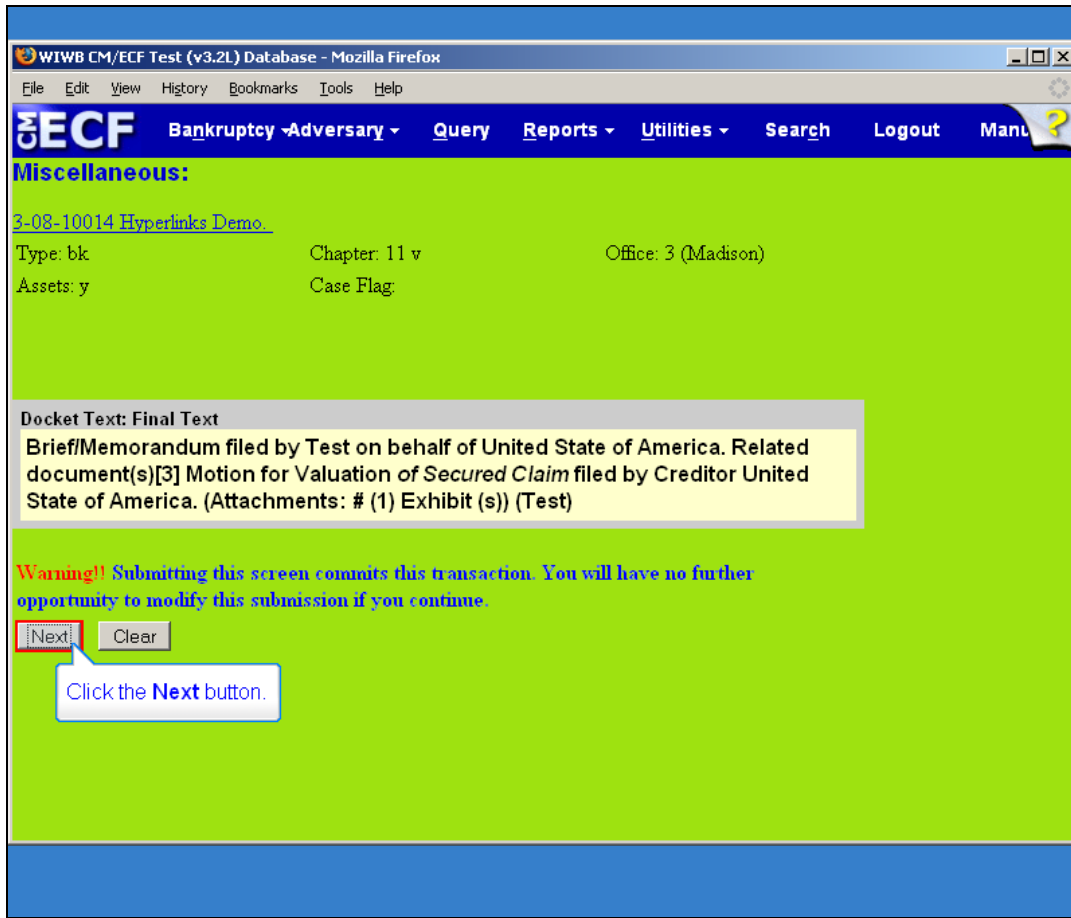 WIWB CM/ECF Test (v3.2L) Database - Mozilla Firefox
File Edit View History Bookmarks Tools Help
CM ECF Bankruptcy Adversary Query Reports Utilities Search Logout Manu ?
Miscellaneous:
3-08-10014 Hyperlinks Demo.
Type: bk Chapter: 11 v Office: 3 (Madison)
Assets: y Case Flag:
Docket Text: Final Text
Brief/Memorandum filed by Test on behalf of United State of America. Related
document(s)[3] Motion for Valuation of Secured Claim filed by Creditor United
State of America. (Attachments: # (1) Exhibit (s)) (Test)
Warning!! Submitting this screen commits this transaction. You will have no further
opportunity to modify this submission if you continue.
Next Clear
Click the Next button.